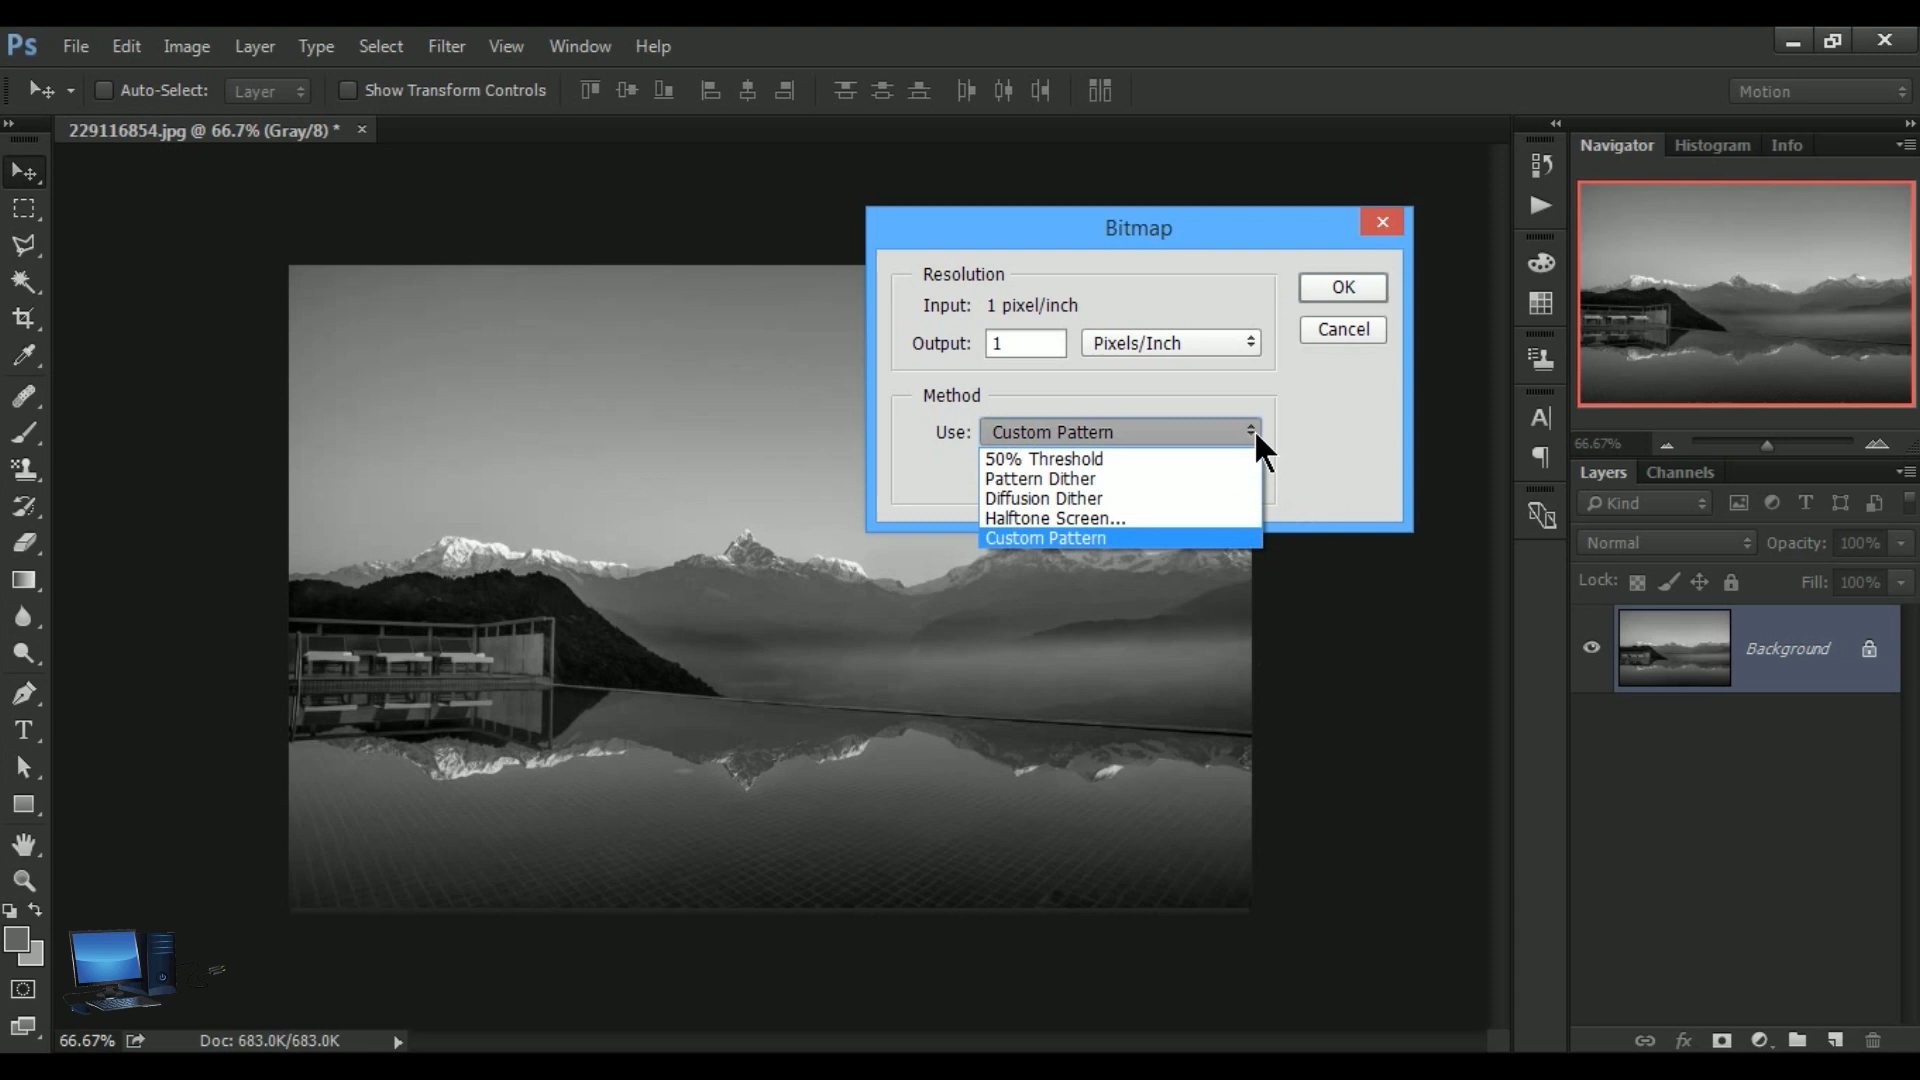 Ps File Edit Image Layer Type Select Filter View Window Help
Auto-Select: Layer Show Transform Controls Motion
229116854.jpg @ 66.7% (Gray/8) * ×
Navigator Histogram Info
Bitmap
Resolution
Input: 1 pixel/inch
Output: 1 Pixels/Inch
OK
Cancel
Method
Use: Custom Pattern
50% Threshold
Pattern Dither
Diffusion Dither
Halftone Screen...
Custom Pattern
66.67%
Layers Channels
Kind
Normal Opacity: 100%
Lock: Fill: 100%
Background
66.67% Doc: 683.0K/683.0K